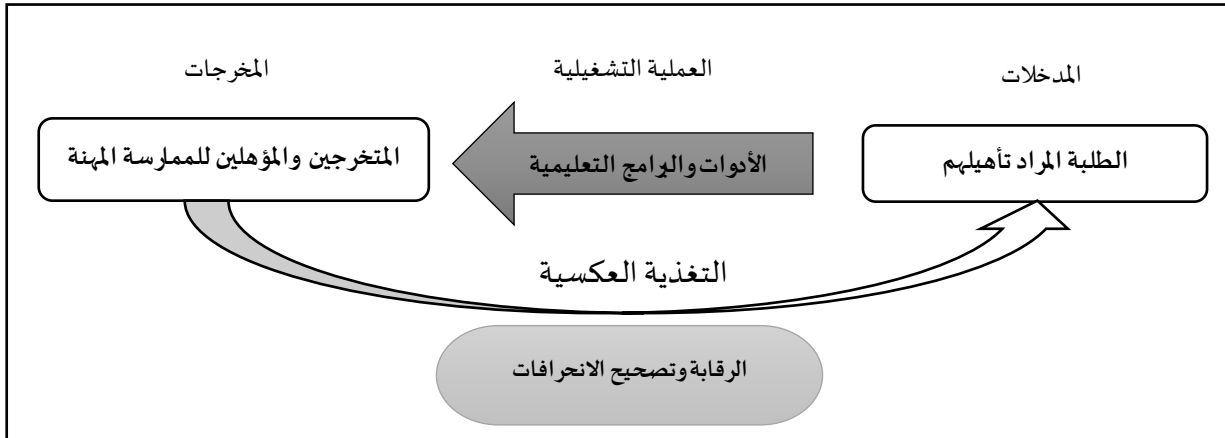 المدخلات
العملية التشغيلية
المخرجات
الطلبة المراد تأهيلهم
الأدوات والبرامج التعليمية
المتخرجين والمؤهلين للممارسة المهنة
التغذية العكسية
الرقابة وتصحيح الانحرافات